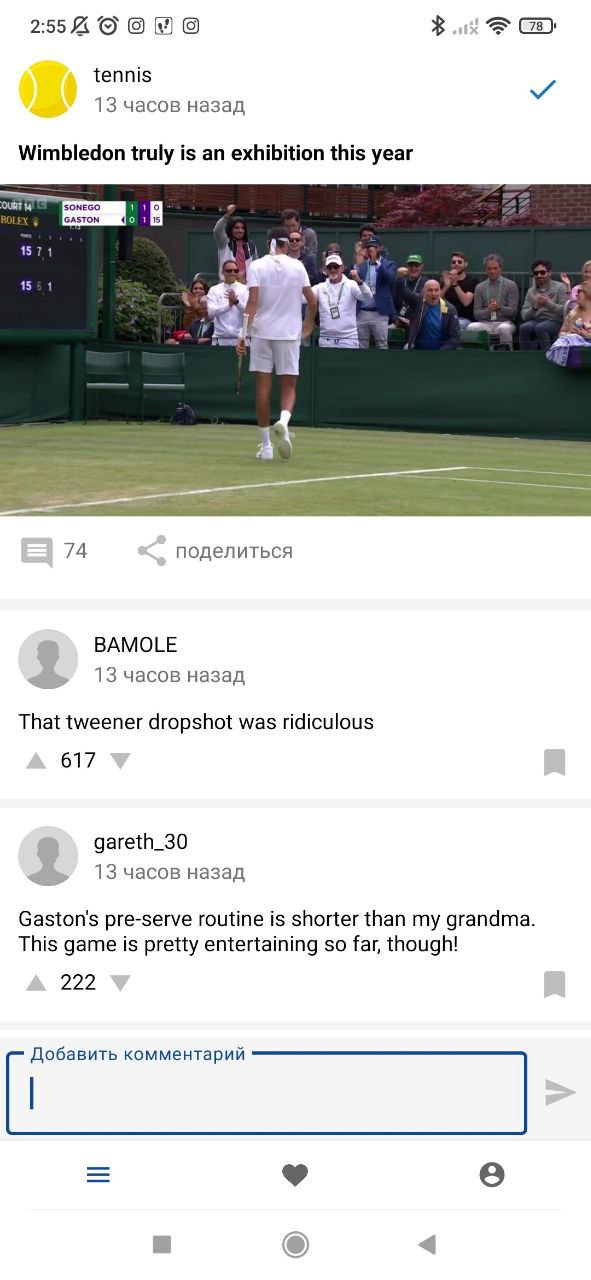 2:55
78
tennis
13 часов назад
Wimbledon truly is an exhibition this year
COURT 14
ROLEX
SONEGO 1 1 0
GASTON 0 1 15
15 7 1
15 6 1
74
поделиться
BAMOLE
13 часов назад
That tweener dropshot was ridiculous
617
gareth_30
13 часов назад
Gaston's pre-serve routine is shorter than my grandma.
This game is pretty entertaining so far, though!
222
Добавить комментарий